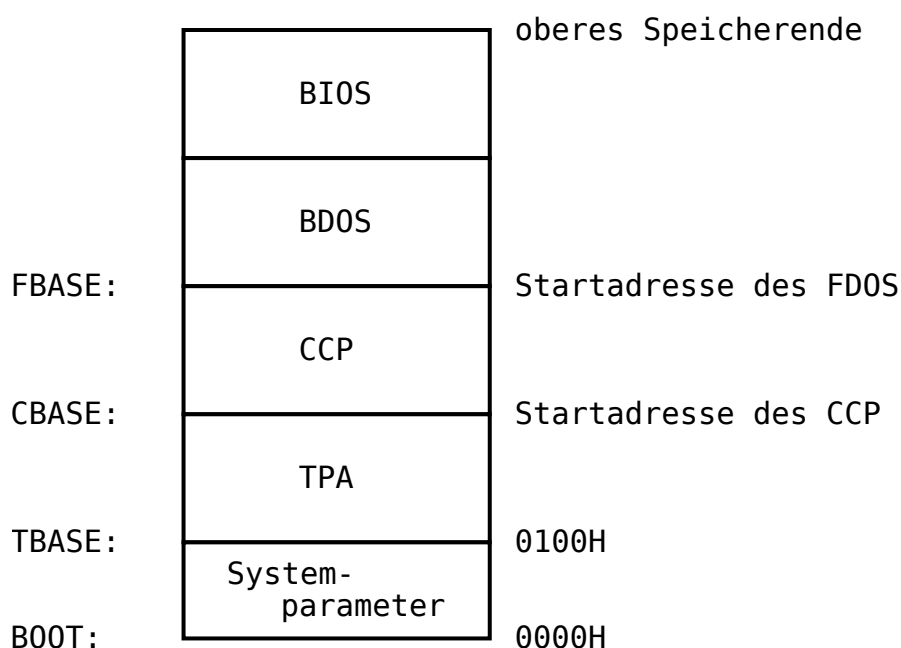 oberes Speicherende
BIOS
BDOS
FBASE: Startadresse des FDOS
CCP
CBASE: Startadresse des CCP
TPA
TBASE: 0100H
System-
parameter
BOOT: 0000H